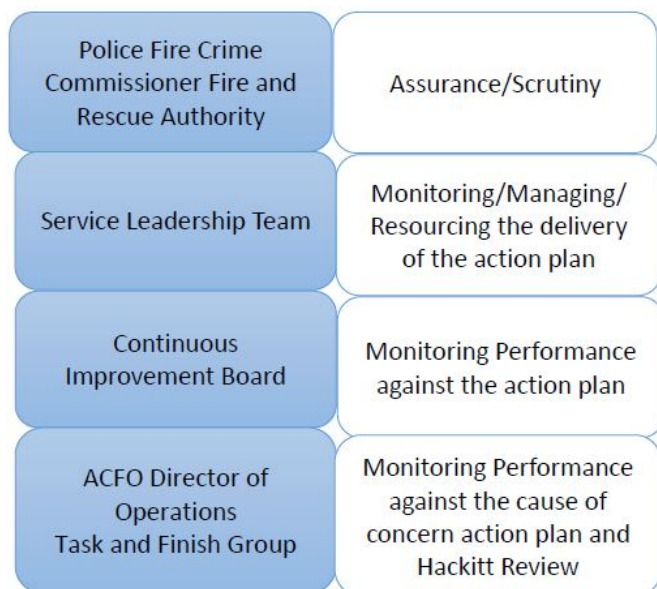 Police Fire Crime
Commissioner Fire and
Rescue Authority
Assurance/Scrutiny
Service Leadership Team
Monitoring/Managing/
Resourcing the delivery
of the action plan
Continuous
Improvement Board
Monitoring Performance
against the action plan
ACFO Director of
Operations
Task and Finish Group
Monitoring Performance
against the cause of
concern action plan and
Hackitt Review